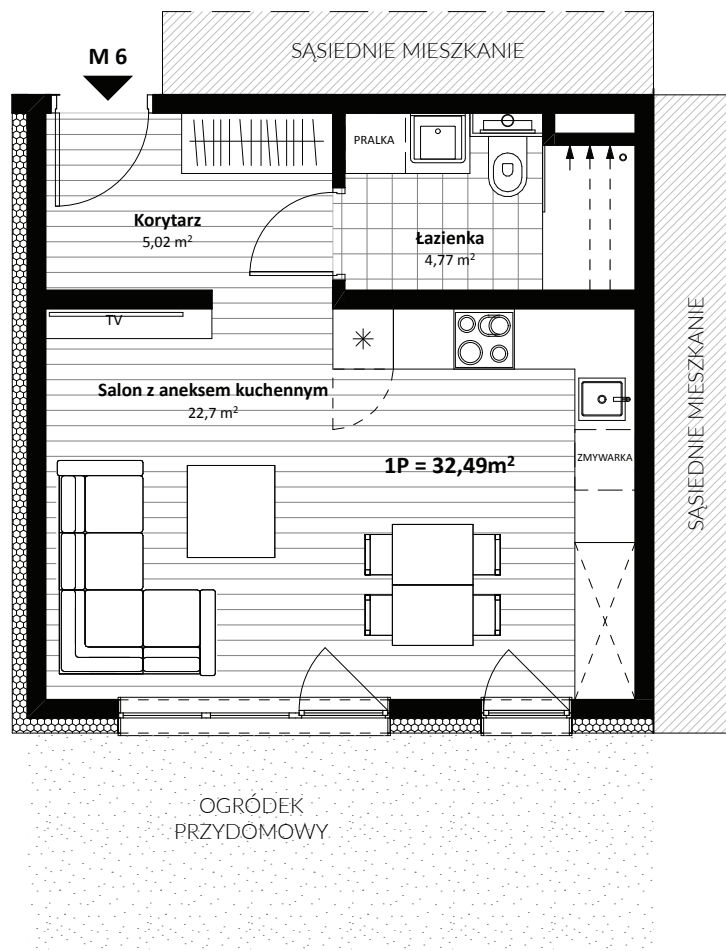 SĄSIEDNIE MIESZKANIE
M 6
PRALKA
Korytarz
5,02 m²
Łazienka
4,77 m²
TV
Salon z aneksem kuchennym
22,7 m²
1P = 32,49m²
ZMYWARKA
SĄSIEDNIE MIESZKANIE
OGRÓDEK
PRZYDOMOWY